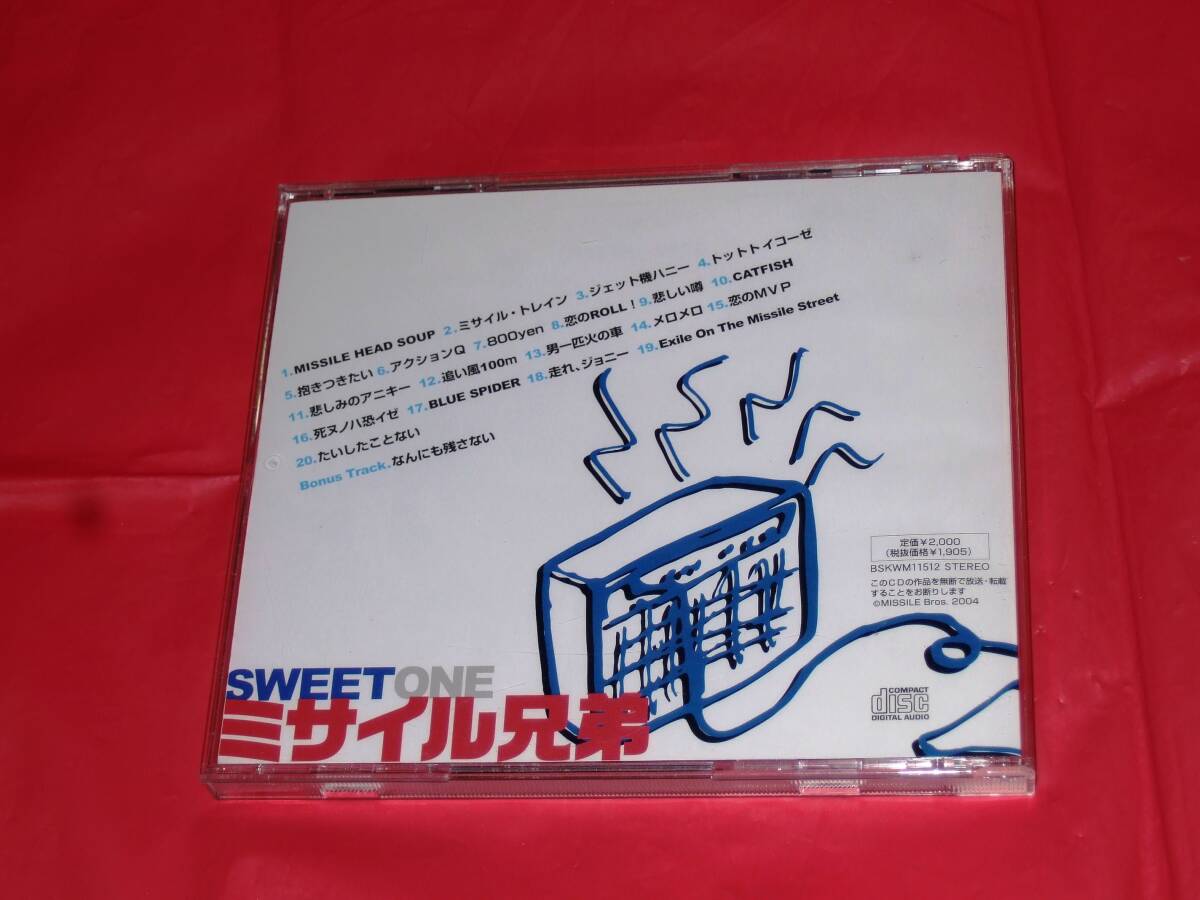 1.MISSILE HEAD SOUP 2.ミサイル・トレイン 3.ジェット機ハニー 4.トットトイコーゼ
5.抱きつきたい 6.アクションQ 7.800yen 8.恋のROLL！ 9.悲しい噂 10.CATFISH
11.悲しみのアニキー 12.追い風100m 13.男一匹火の車 14.メロメロ 15.恋のMVP
16.死ヌノハ恐イゼ 17.BLUE SPIDER 18.走れ、ジョニー 19.Exile On The Missile Street
20.たいしたことない
Bonus Track.なんにも残さない
定価¥2,000
(税抜価格¥1,905)
BSKWM11512 STEREO
このCDの作品を無断で放送・転載
することをお断りします
©MISSILE Bros. 2004
COMPACT
disc
DIGITAL AUDIO
SWEETONE
ミサイル兄弟